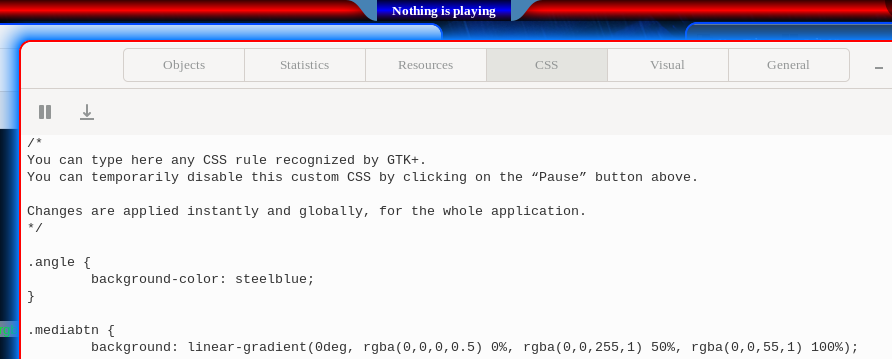 Nothing is playing
Objects Statistics Resources CSS Visual General
/*
You can type here any CSS rule recognized by GTK+.
You can temporarily disable this custom CSS by clicking on the “Pause” button above.
Changes are applied instantly and globally, for the whole application.
*/
.angle {
        background-color: steelblue;
}
.mediabtn {
        background: linear-gradient(0deg, rgba(0,0,0,0.5) 0%, rgba(0,0,255,1) 50%, rgba(0,0,55,1) 100%);